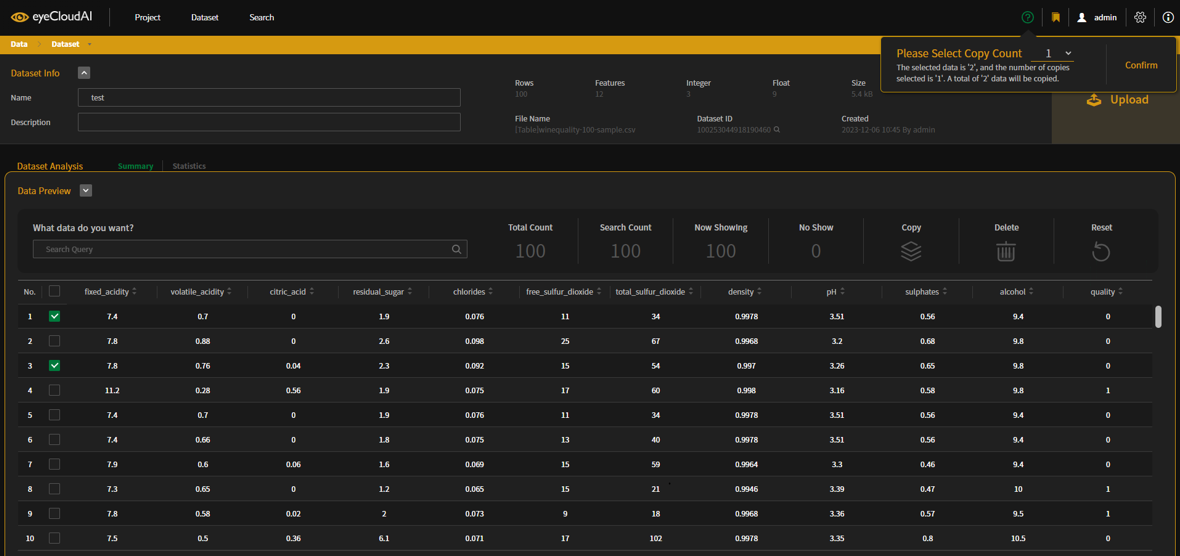 eyeCloudAI Project Dataset Search admin
Data Dataset
Please Select Copy Count 1
The selected data is '2', and the number of copies
selected is '1'. A total of '2' data will be copied.
Confirm
Dataset Info
Name test
Description
Rows Features Integer Float Size
100 12 3 9 5.4 kB
File Name Dataset ID Created
[Table]winequality-100-sample.csv 100253044918190460 2023-12-06 10:45 By admin
Upload
Dataset Analysis Summary Statistics
Data Preview
What data do you want?
Search Query
Total Count Search Count Now Showing No Show Copy Delete Reset
100 100 100 0
No. fixed_acidity volatile_acidity citric_acid residual_sugar chlorides free_sulfur_dioxide total_sulfur_dioxide density pH sulphates alcohol quality
1 7.4 0.7 0 1.9 0.076 11 34 0.9978 3.51 0.56 9.4 0
2 7.8 0.88 0 2.6 0.098 25 67 0.9968 3.2 0.68 9.8 0
3 7.8 0.76 0.04 2.3 0.092 15 54 0.997 3.26 0.65 9.8 0
4 11.2 0.28 0.56 1.9 0.075 17 60 0.998 3.16 0.58 9.8 1
5 7.4 0.7 0 1.9 0.076 11 34 0.9978 3.51 0.56 9.4 0
6 7.4 0.66 0 1.8 0.075 13 40 0.9978 3.51 0.56 9.4 0
7 7.9 0.6 0.06 1.6 0.069 15 59 0.9964 3.3 0.46 9.4 0
8 7.3 0.65 0 1.2 0.065 15 21 0.9946 3.39 0.47 10 1
9 7.8 0.58 0.02 2 0.073 9 18 0.9968 3.36 0.57 9.5 1
10 7.5 0.5 0.36 6.1 0.071 17 102 0.9978 3.35 0.8 10.5 0